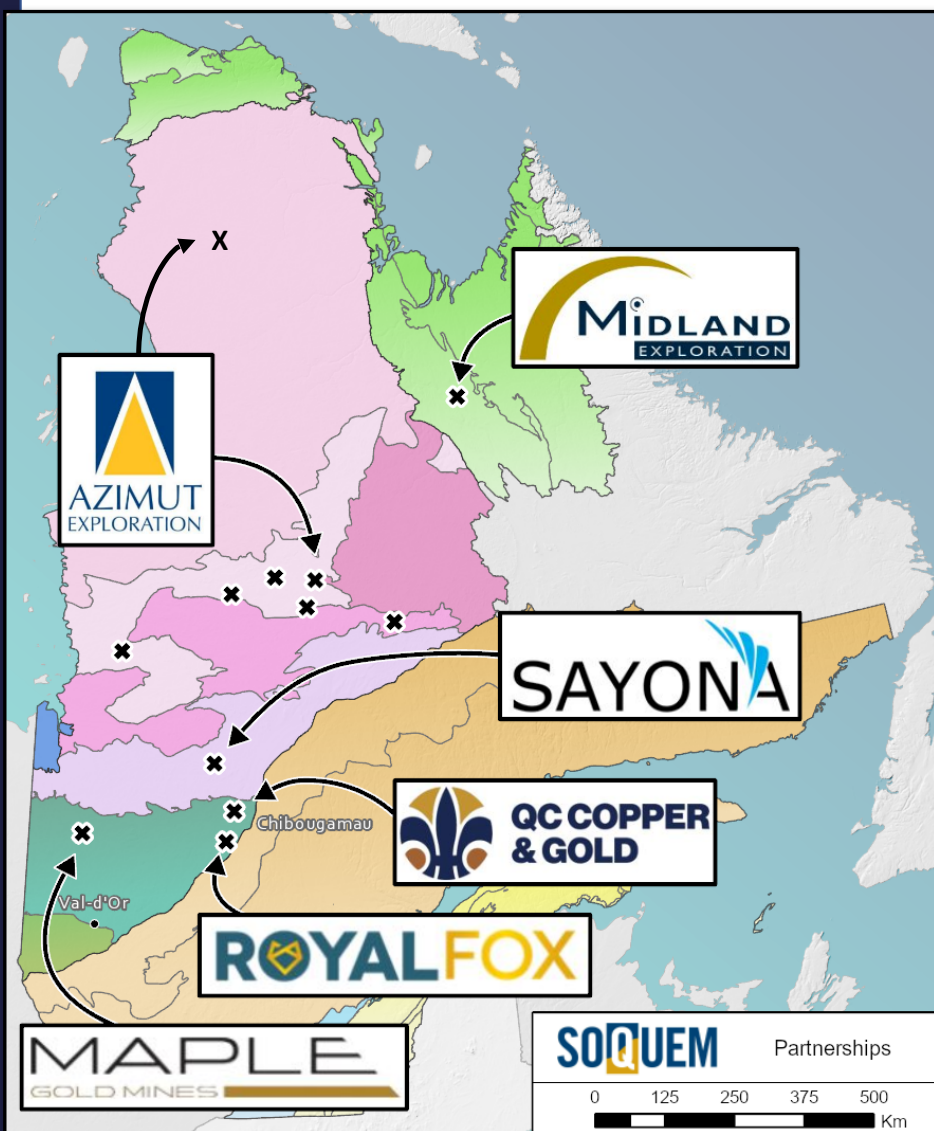 X
MIDLAND
EXPLORATION
AZIMUT
EXPLORATION
SAYONA
QC COPPER
& GOLD
Chibougamau
Val-d'Or
ROYALFOX
MAPLE
GOLD MINES
SOQUEM Partnerships
0 125 250 375 500
Km